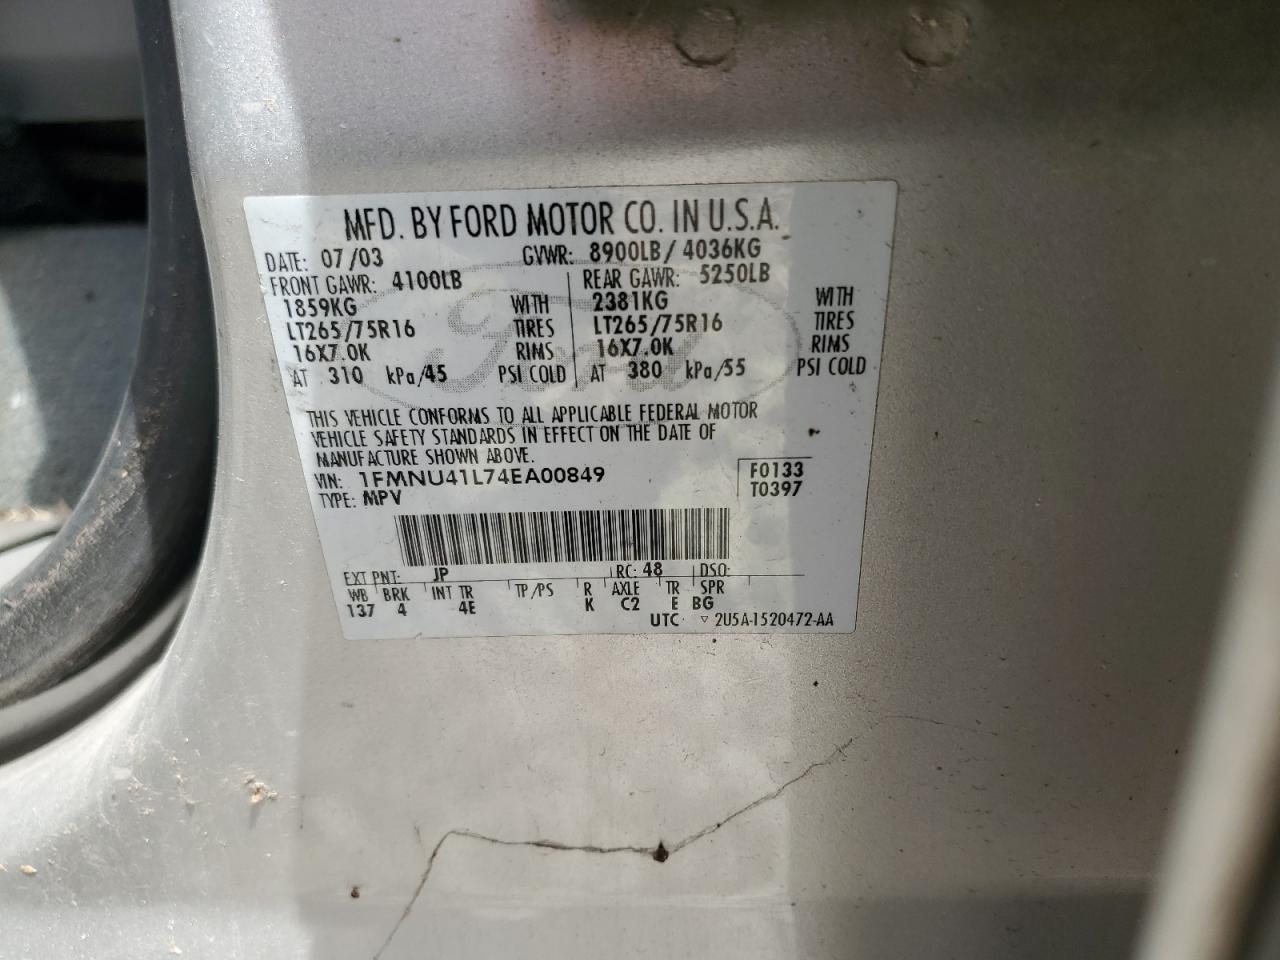 MFD. BY FORD MOTOR CO. IN U.S.A.
DATE: 07/03 GVWR: 8900LB/ 4036KG
FRONT GAWR: 4100LB REAR GAWR: 5250LB
1859KG WITH 2381KG WITH
LT265/75R16 TIRES LT265/75R16 TIRES
16X7.0K RIMS 16X7.0K RIMS
AT 310 kPa/45 PSI COLD AT 380 kPa/55 PSI COLD
Ford
THIS VEHICLE CONFORMS TO ALL APPLICABLE FEDERAL MOTOR
VEHICLE SAFETY STANDARDS IN EFFECT ON THE DATE OF
MANUFACTURE SHOWN ABOVE.
VIN: 1FMNU41L74EA00849 F0133
TYPE: MPV T0397
EXT PNT: JP RC: 48 DSO:
WB BRK INT TR TP/PS R AXLE TR SPR
137 4 4E K C2 E BG
UTC ▽ 2U5A-1520472-AA